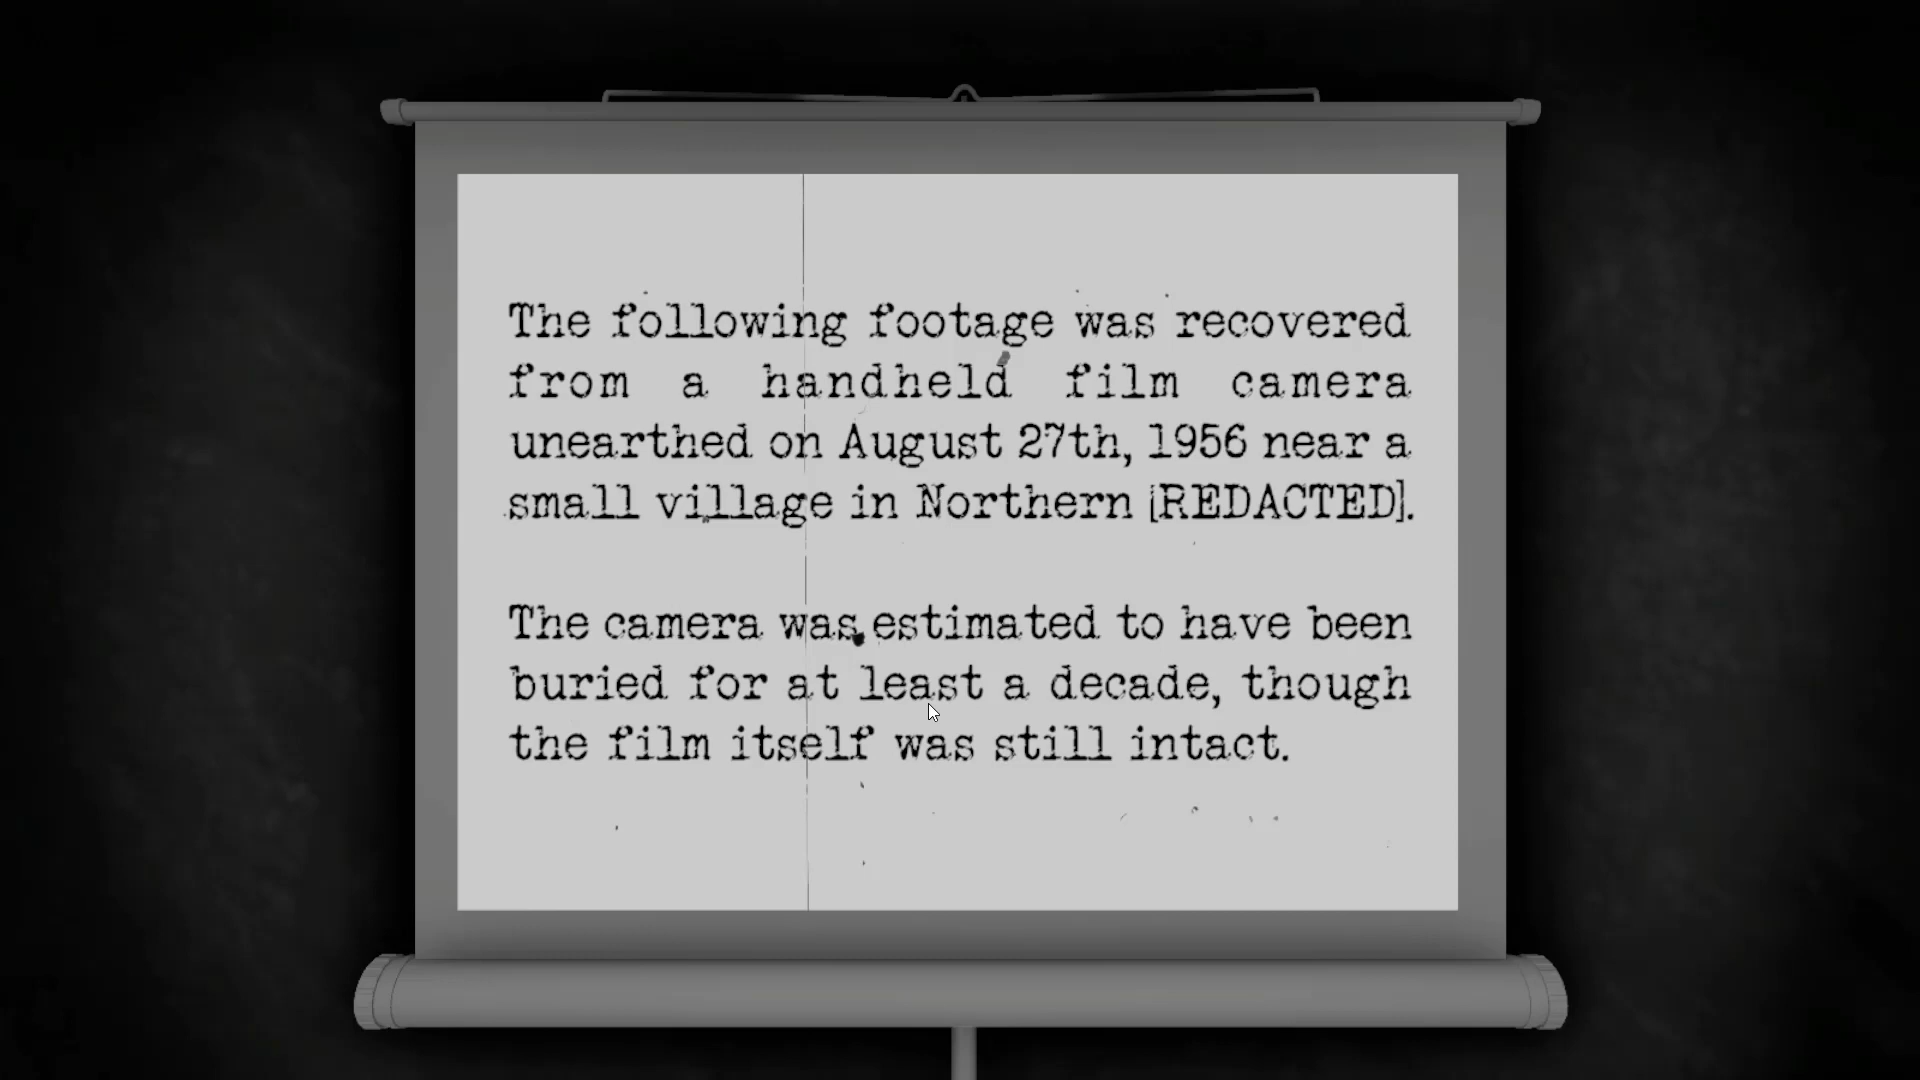 The following footage was recovered
from a handheld film camera
unearthed on August 27th, 1956 near a
small village in Northern [REDACTED].
The camera was estimated to have been
buried for at least a decade, though
the film itself was still intact.